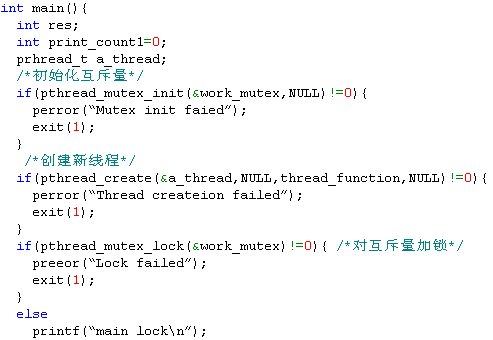 int main(){
  int res;
  int print_count1=0;
  prhread_t a_thread;
  /*初始化互斥量*/
  if(pthread_mutex_init(&work_mutex,NULL)!=0){
    perror(“Mutex init faied”);
    exit(1);
  }
   /*创建新线程*/
  if(pthread_create(&a_thread,NULL,thread_function,NULL)!=0){
    perror(“Thread createion failed”);
    exit(1);
  }
  if(pthread_mutex_lock(&work_mutex)!=0){ /*对互斥量加锁*/
    preeor(“Lock failed”);
    exit(1);
  }
  else
    printf(“main lock\n”);